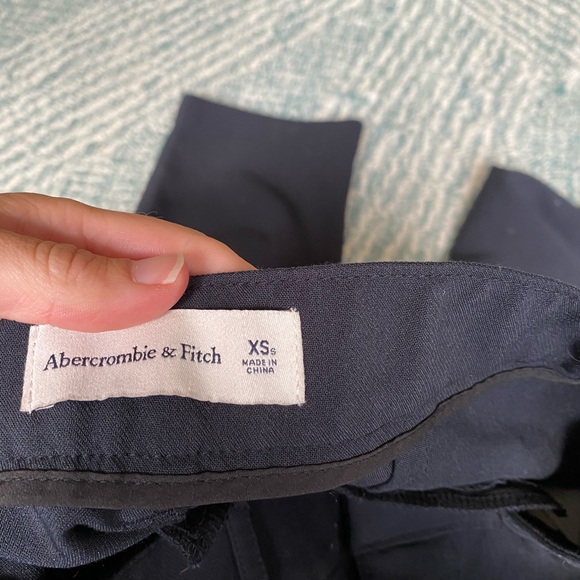 Abercrombie & Fitch
XSs
MADE IN
CHINA